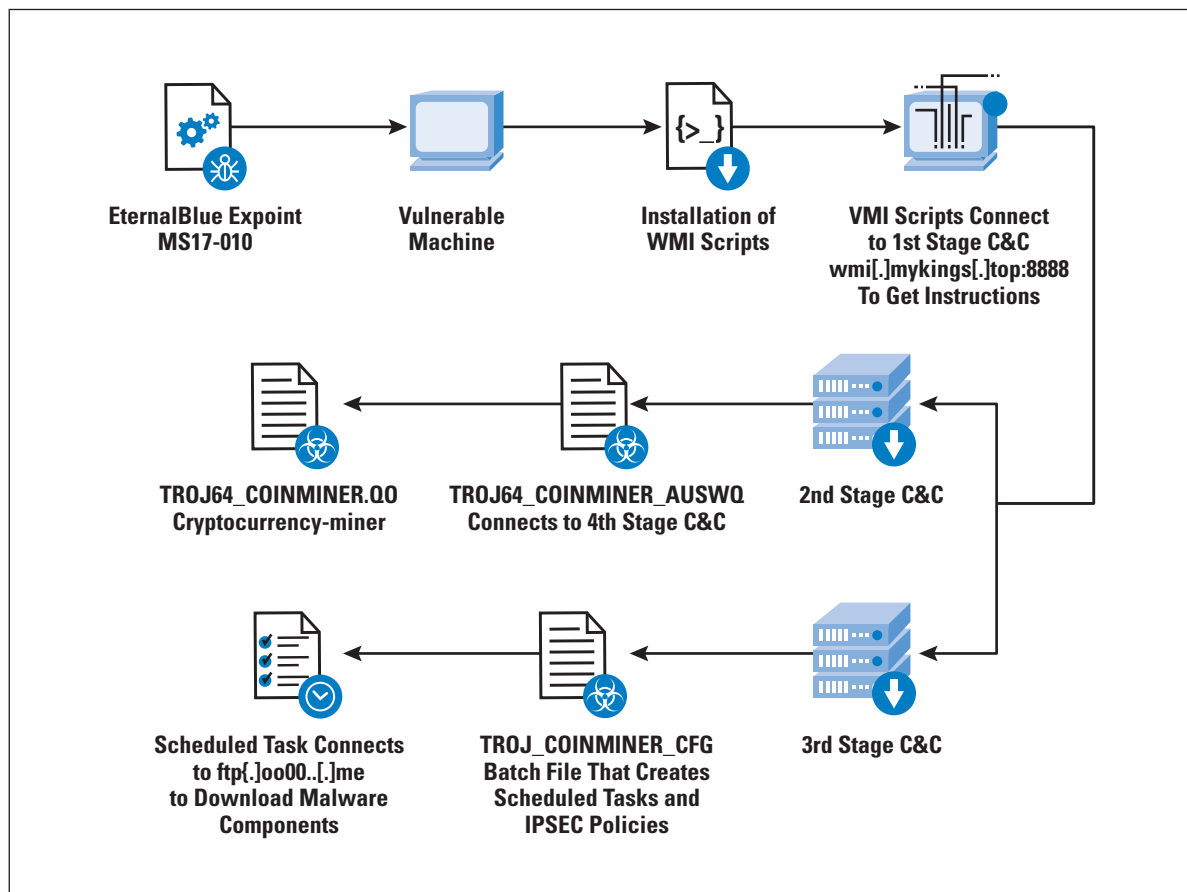 EternalBlue Expoint
MS17-010
Vulnerable
Machine
{>_}
Installation of
WMI Scripts
VMI Scripts Connect
to 1st Stage C&C
wmi[.]mykings[.]top:8888
To Get Instructions
TROJ64_COINMINER.QO
Cryptocurrency-miner
TROJ64_COINMINER_AUSWQ
Connects to 4th Stage C&C
2nd Stage C&C
Scheduled Task Connects
to ftp{.]oo00..[.]me
to Download Malware
Components
TROJ_COINMINER_CFG
Batch File That Creates
Scheduled Tasks and
IPSEC Policies
3rd Stage C&C